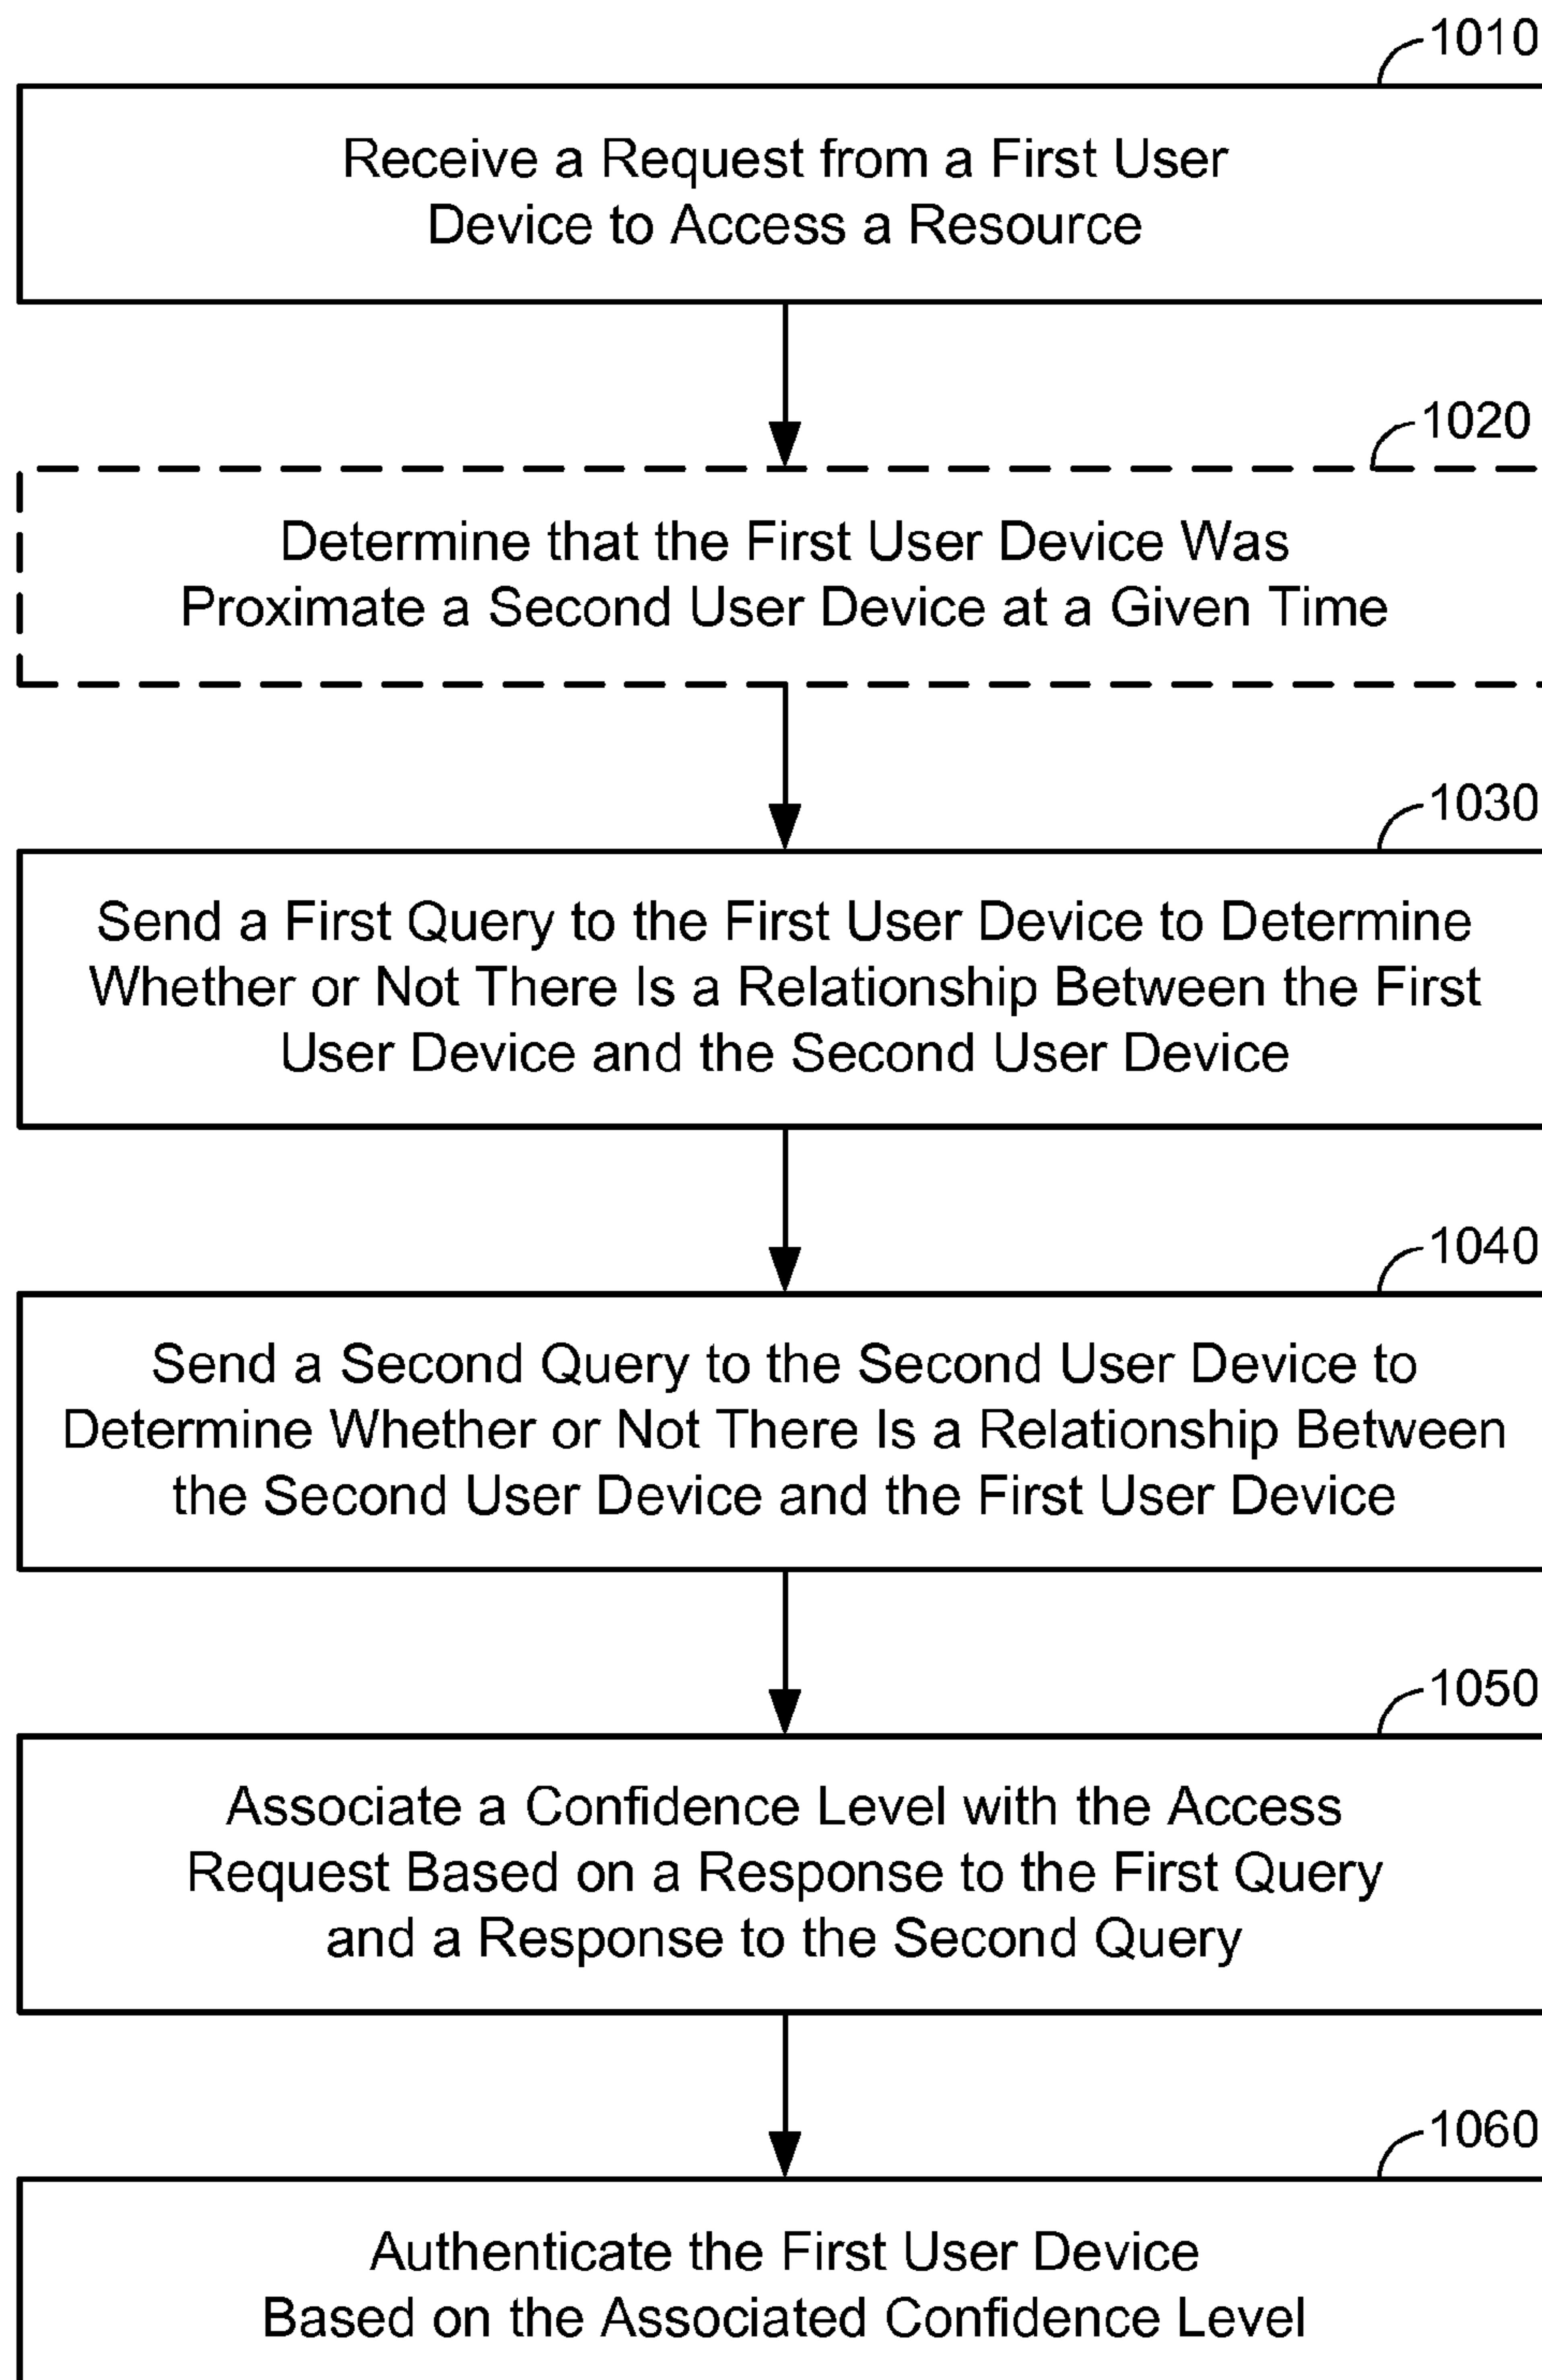 1010
Receive a Request from a First User
Device to Access a Resource
1020
Determine that the First User Device Was
Proximate a Second User Device at a Given Time
1030
Send a First Query to the First User Device to Determine
Whether or Not There Is a Relationship Between the First
User Device and the Second User Device
1040
Send a Second Query to the Second User Device to
Determine Whether or Not There Is a Relationship Between
the Second User Device and the First User Device
1050
Associate a Confidence Level with the Access
Request Based on a Response to the First Query
and a Response to the Second Query
1060
Authenticate the First User Device
Based on the Associated Confidence Level